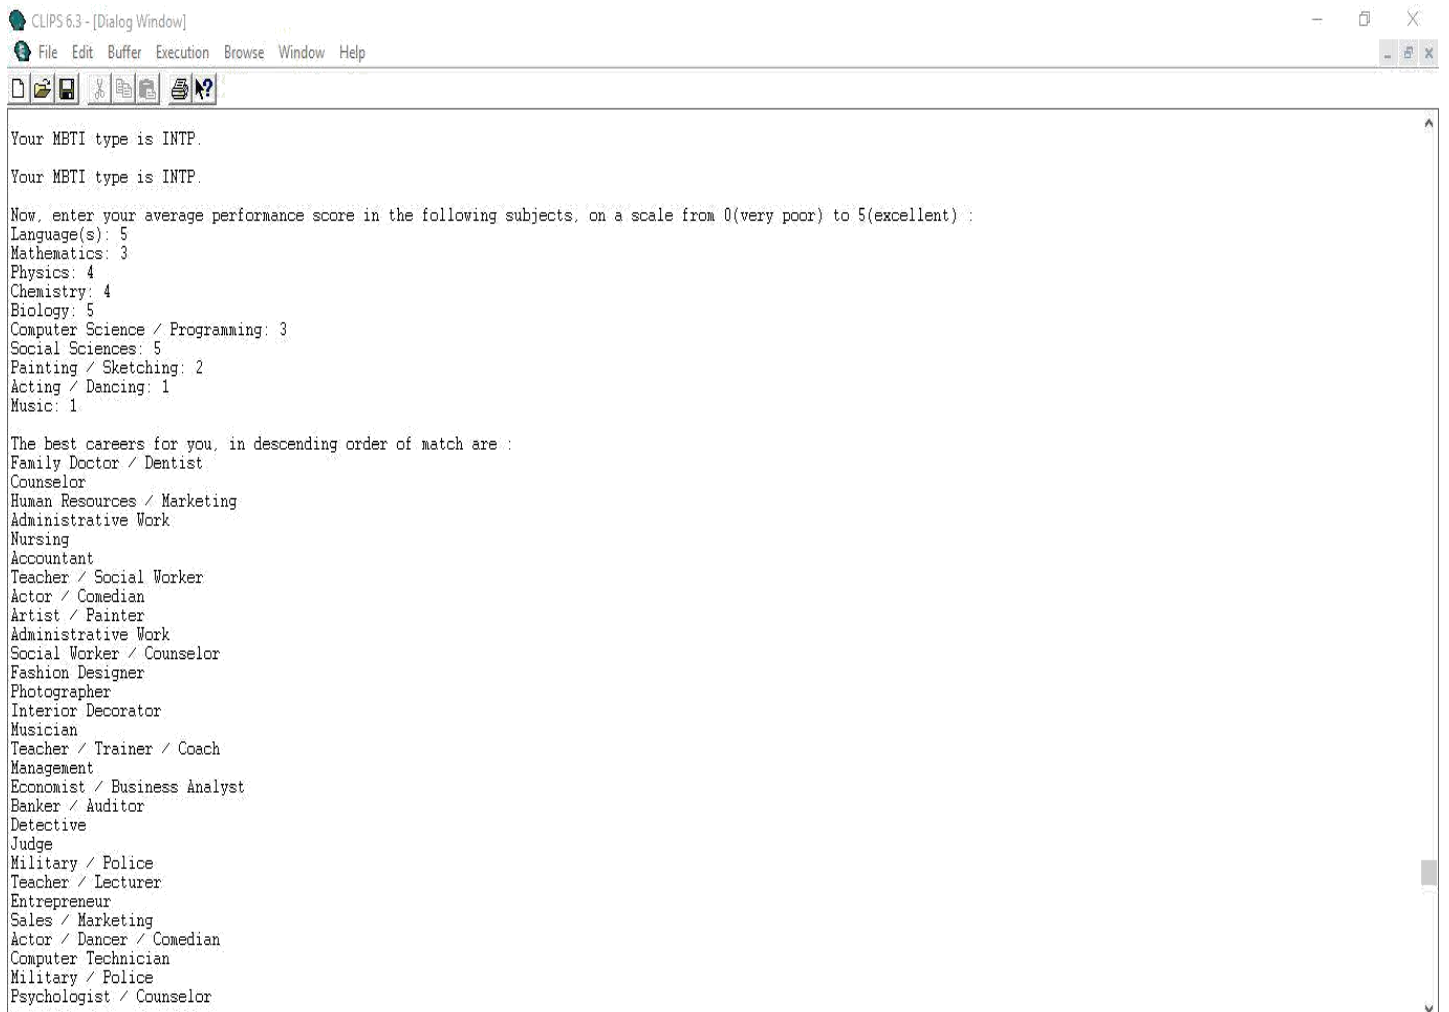 CLIPS 6.3 - [Dialog Window]
File Edit Buffer Execution Browse Window Help
Your MBTI type is INTP.
Your MBTI type is INTP.
Now, enter your average performance score in the following subjects, on a scale from 0(very poor) to 5(excellent) :
Language(s): 5
Mathematics: 3
Physics: 4
Chemistry: 4
Biology: 5
Computer Science / Programming: 3
Social Sciences: 5
Painting / Sketching: 2
Acting / Dancing: 1
Music: 1
The best careers for you, in descending order of match are :
Family Doctor / Dentist
Counselor
Human Resources / Marketing
Administrative Work
Nursing
Accountant
Teacher / Social Worker
Actor / Comedian
Artist / Painter
Administrative Work
Social Worker / Counselor
Fashion Designer
Photographer
Interior Decorator
Musician
Teacher / Trainer / Coach
Management
Economist / Business Analyst
Banker / Auditor
Detective
Judge
Military / Police
Teacher / Lecturer
Entrepreneur
Sales / Marketing
Actor / Dancer / Comedian
Computer Technician
Military / Police
Psychologist / Counselor